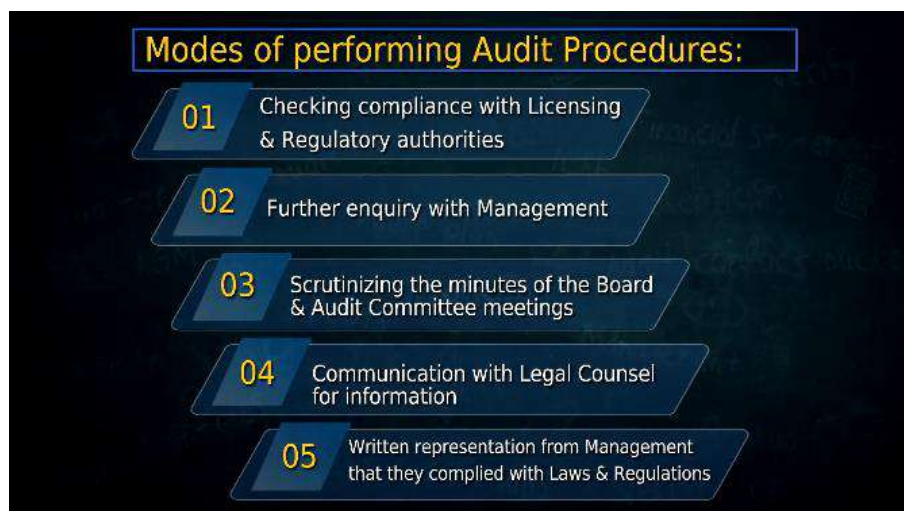 Modes of performing Audit Procedures:
01
Checking compliance with Licensing
& Regulatory authorities
02
Further enquiry with Management
03
Scrutinizing the minutes of the Board
& Audit Committee meetings
04
Communication with Legal Counsel
for information
05
Written representation from Management
that they complied with Laws & Regulations